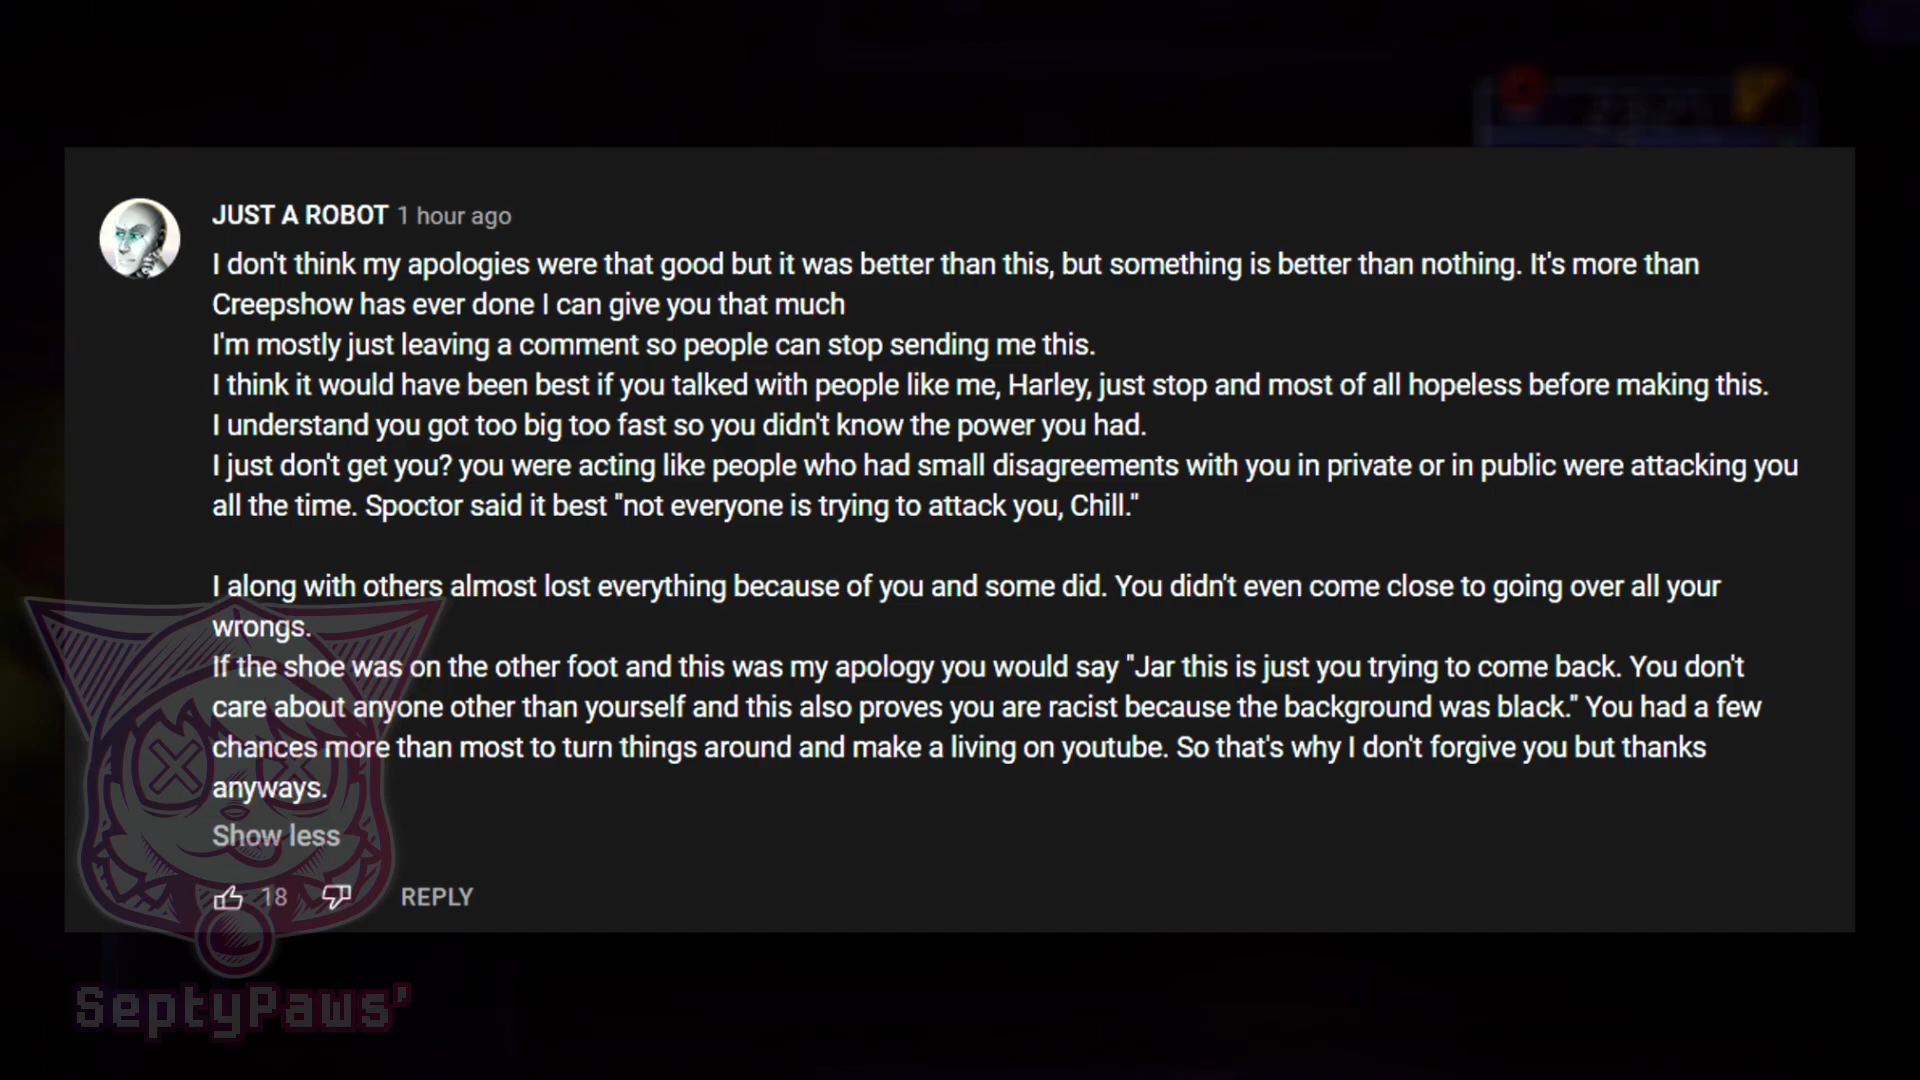 JUST A ROBOT 1 hour ago
I don't think my apologies were that good but it was better than this, but something is better than nothing. It's more than
Creepshow has ever done I can give you that much
I'm mostly just leaving a comment so people can stop sending me this.
I think it would have been best if you talked with people like me, Harley, just stop and most of all hopeless before making this.
I understand you got too big too fast so you didn't know the power you had.
I just don't get you? you were acting like people who had small disagreements with you in private or in public were attacking you
all the time. Spoctor said it best "not everyone is trying to attack you, Chill."
I along with others almost lost everything because of you and some did. You didn't even come close to going over all your
wrongs.
If the shoe was on the other foot and this was my apology you would say "Jar this is just you trying to come back. You don't
care about anyone other than yourself and this also proves you are racist because the background was black." You had a few
chances more than most to turn things around and make a living on youtube. So that's why I don't forgive you but thanks
anyways.
Show less
18 REPLY
SeptyPaws'